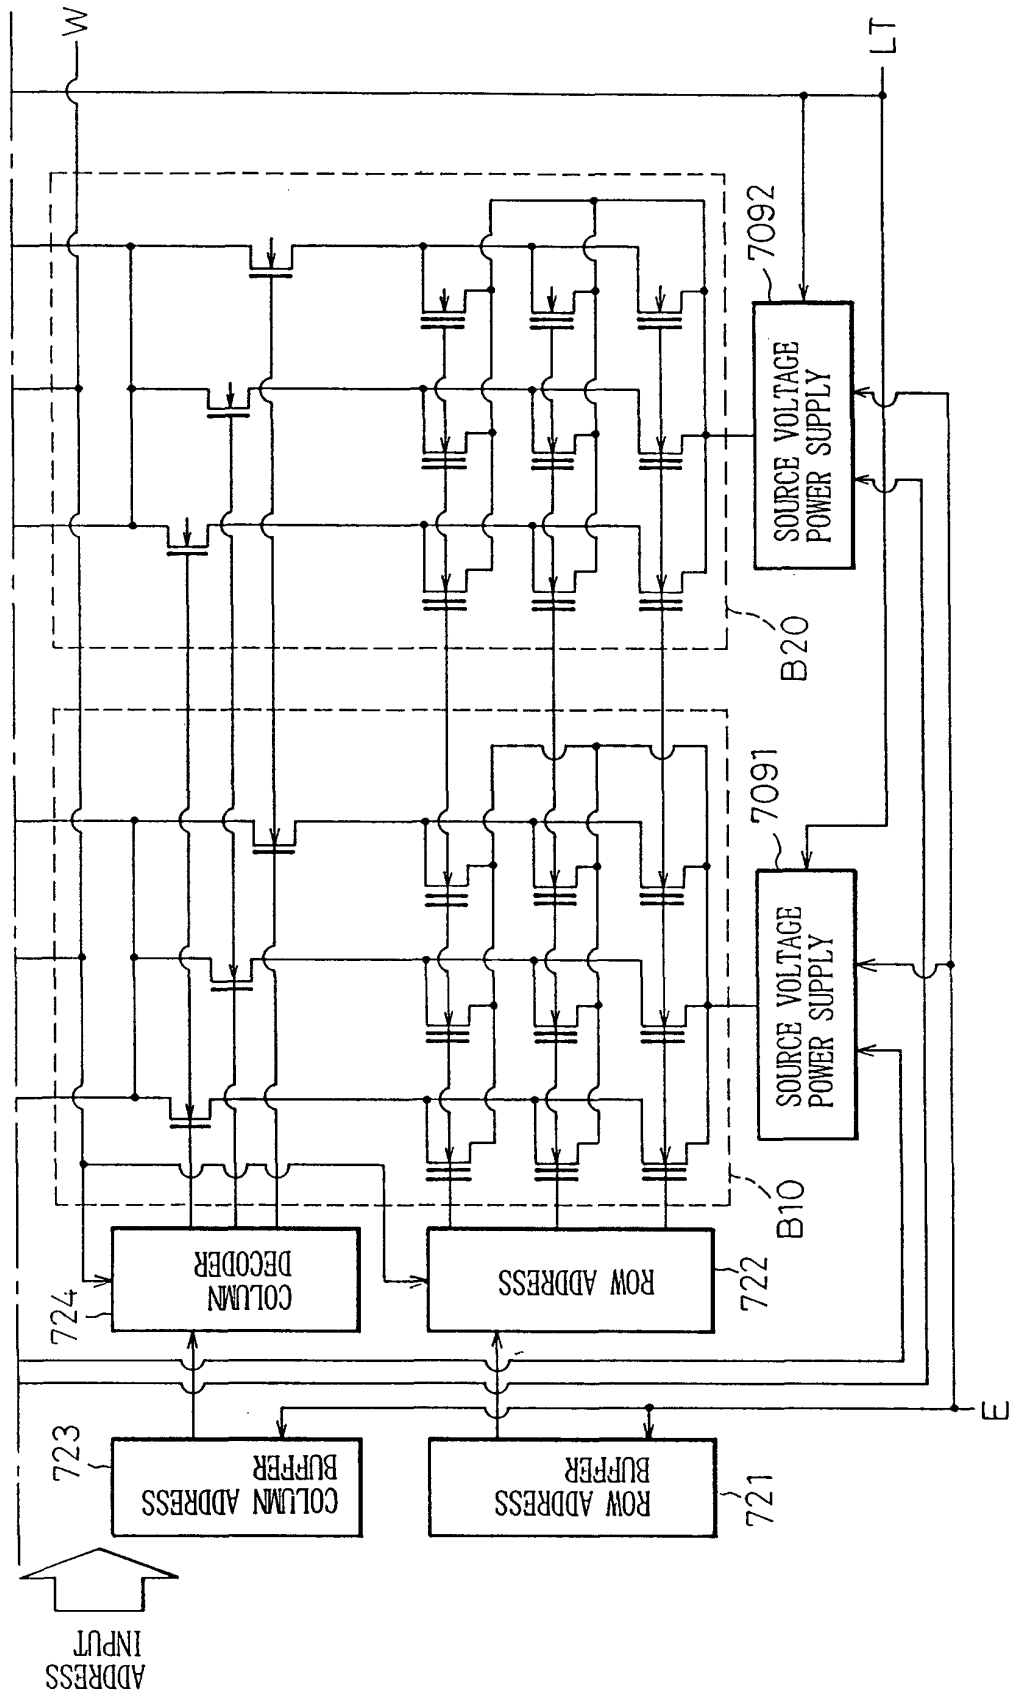 W
LT
7092
SOURCE VOLTAGE
POWER SUPPLY
B20
7091
SOURCE VOLTAGE
POWER SUPPLY
B10
COLUMN
DECODER
724
ROW ADDRESS
722
COLUMN ADDRESS
BUFFER
723
ROW ADDRESS
BUFFER
721
E
ADDRESS
INPUT